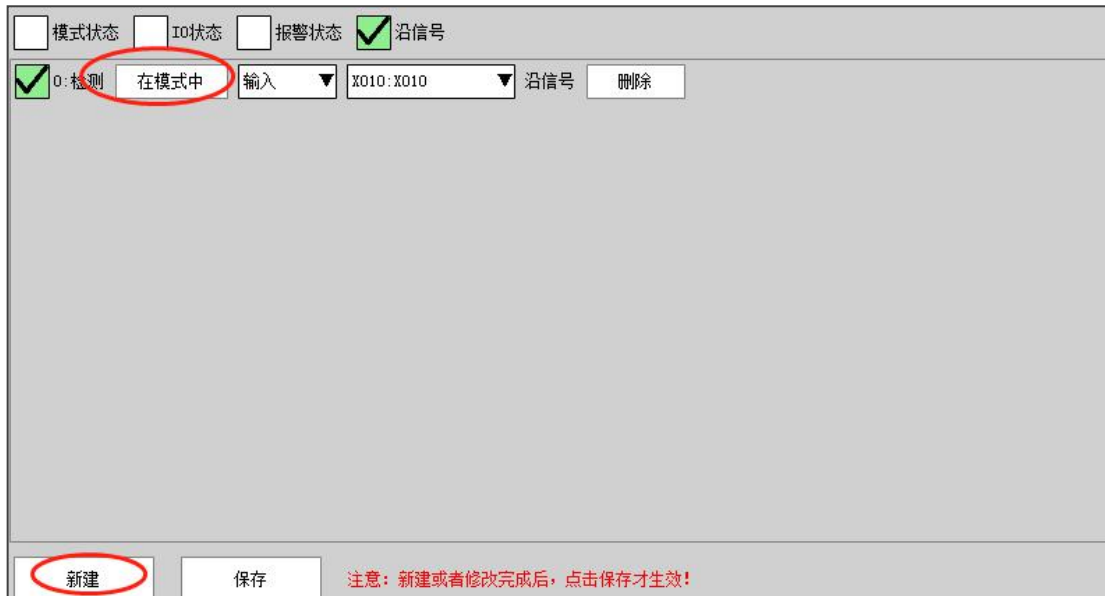 模式状态 IO状态 报警状态 沿信号
0:检测 在模式中 输入 X010:X010 沿信号 删除
新建 保存 注意：新建或者修改完成后，点击保存才生效!